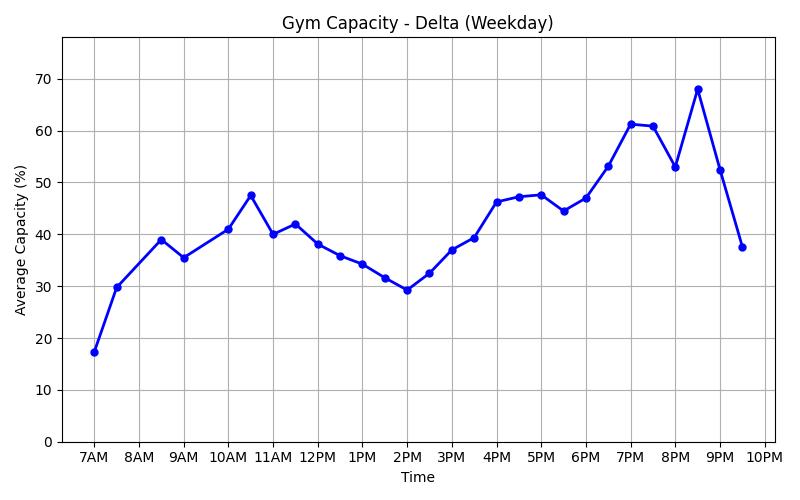 Gym Capacity - Delta (Weekday)
Average Capacity (%)
70
60
50
40
30
20
10
0
7AM 8AM 9AM 10AM 11AM 12PM 1PM 2PM 3PM 4PM 5PM 6PM 7PM 8PM 9PM 10PM
Time